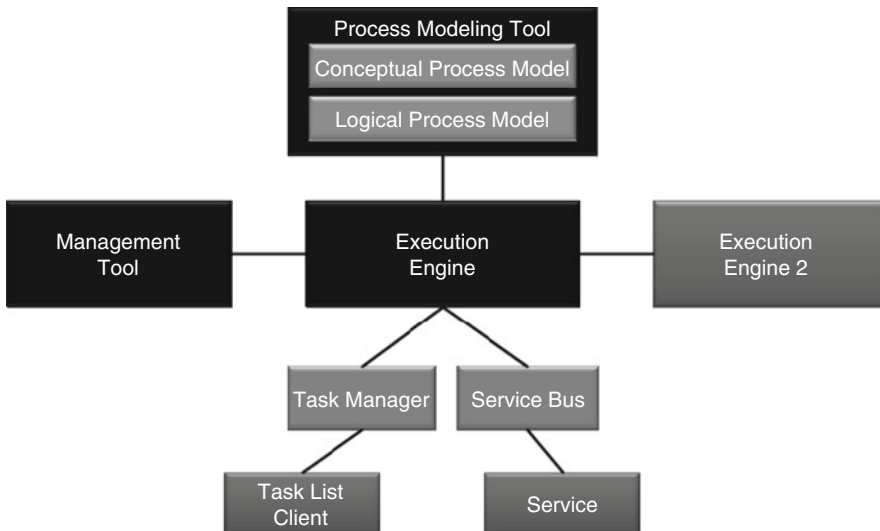 Process Modeling Tool
Conceptual Process Model
Logical Process Model
Management
Tool
Execution
Engine
Execution
Engine 2
Task Manager
Service Bus
Task List
Client
Service